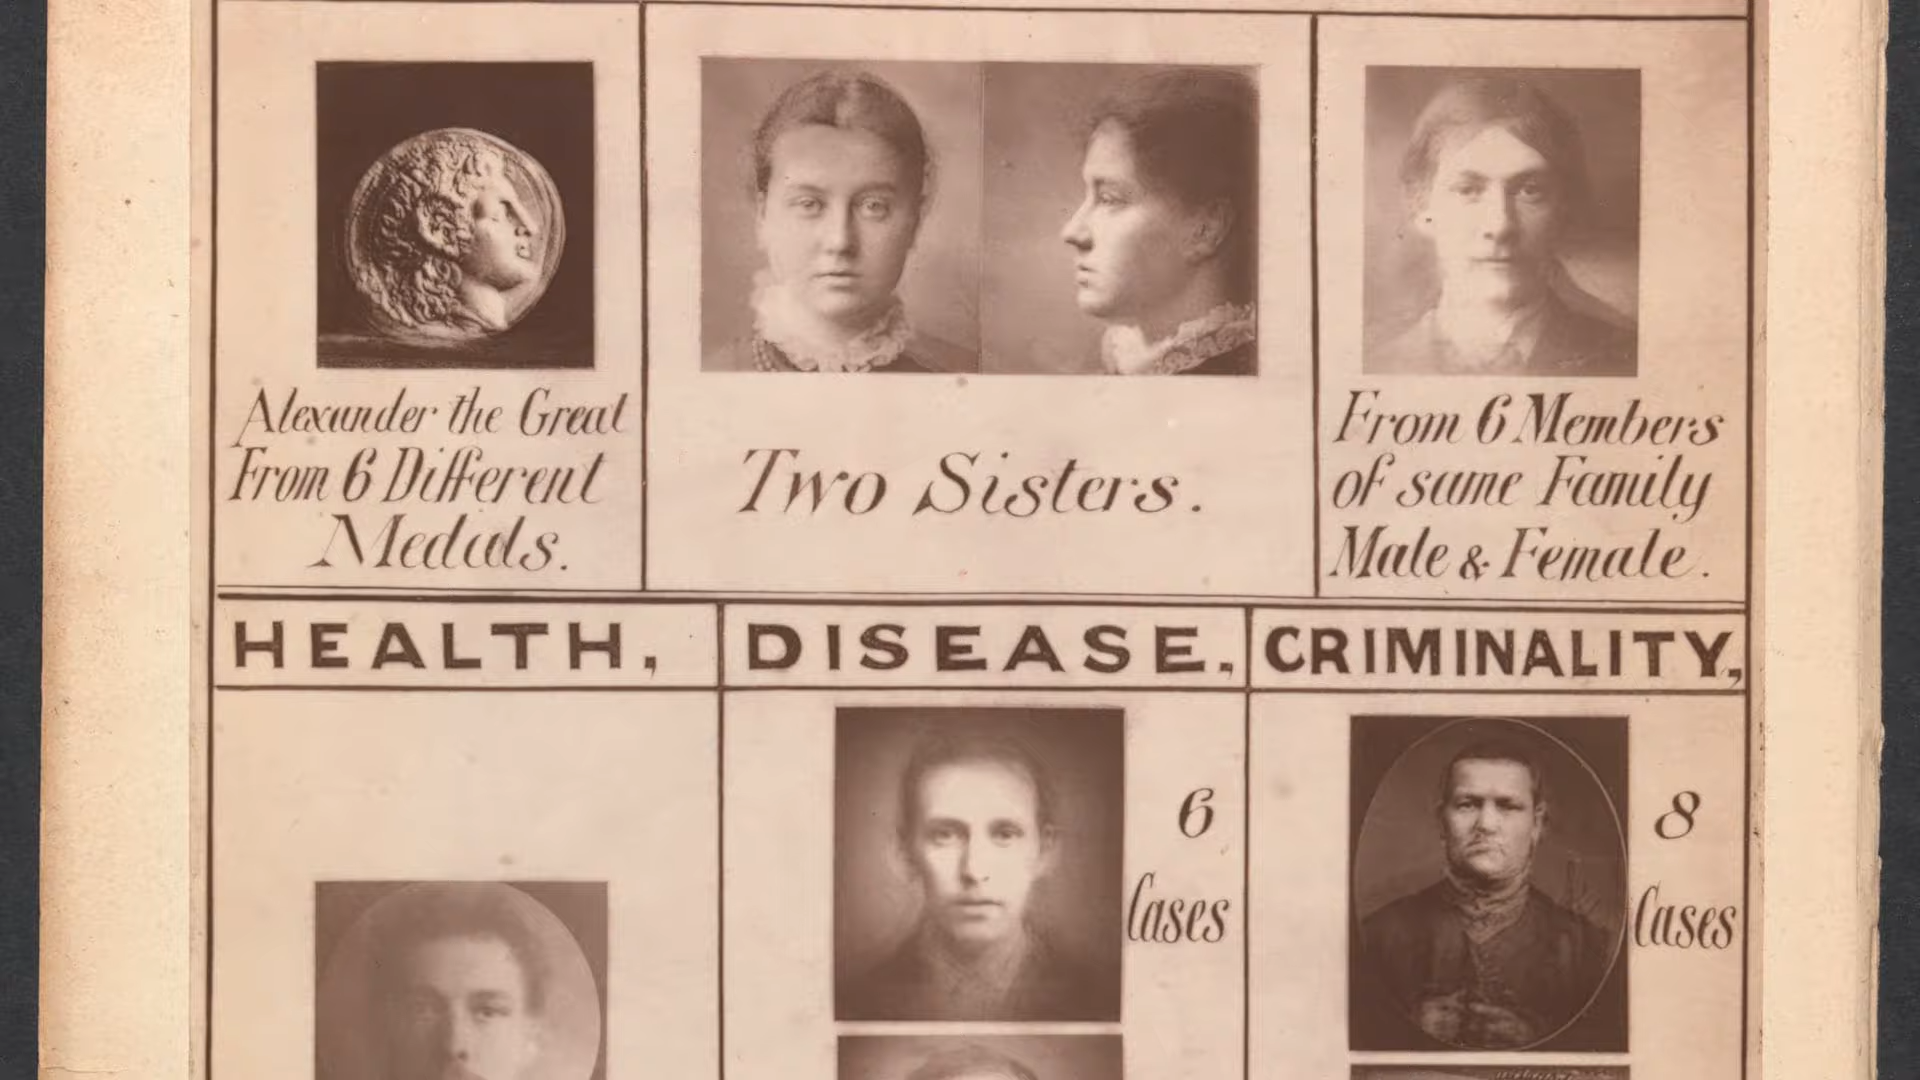 Alexander the Great
From 6 Different
Medals.
Two Sisters.
From 6 Members
of same Family
Male & Female.
HEALTH,
DISEASE,
CRIMINALITY,
6
Cases
8
Cases